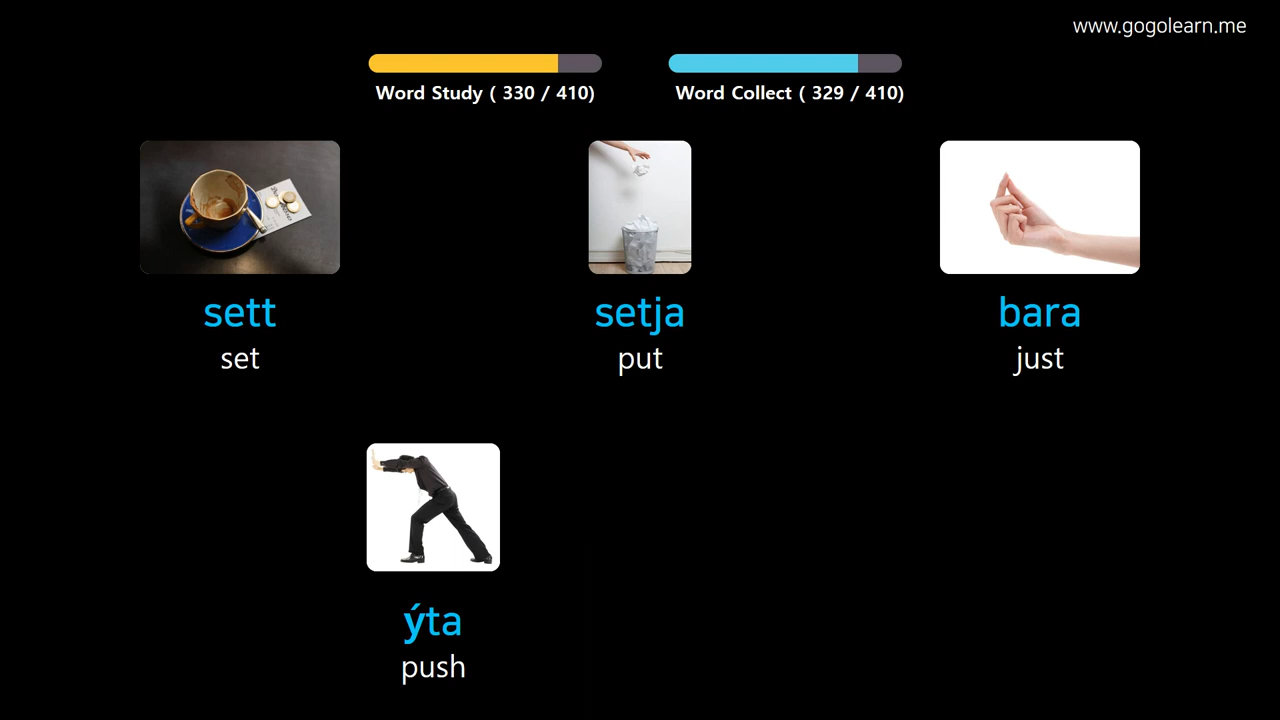 www.gogolearn.me
Word Study ( 330 / 410)
Word Collect ( 329 / 410)
sett
set
setja
put
bara
just
ýta
push